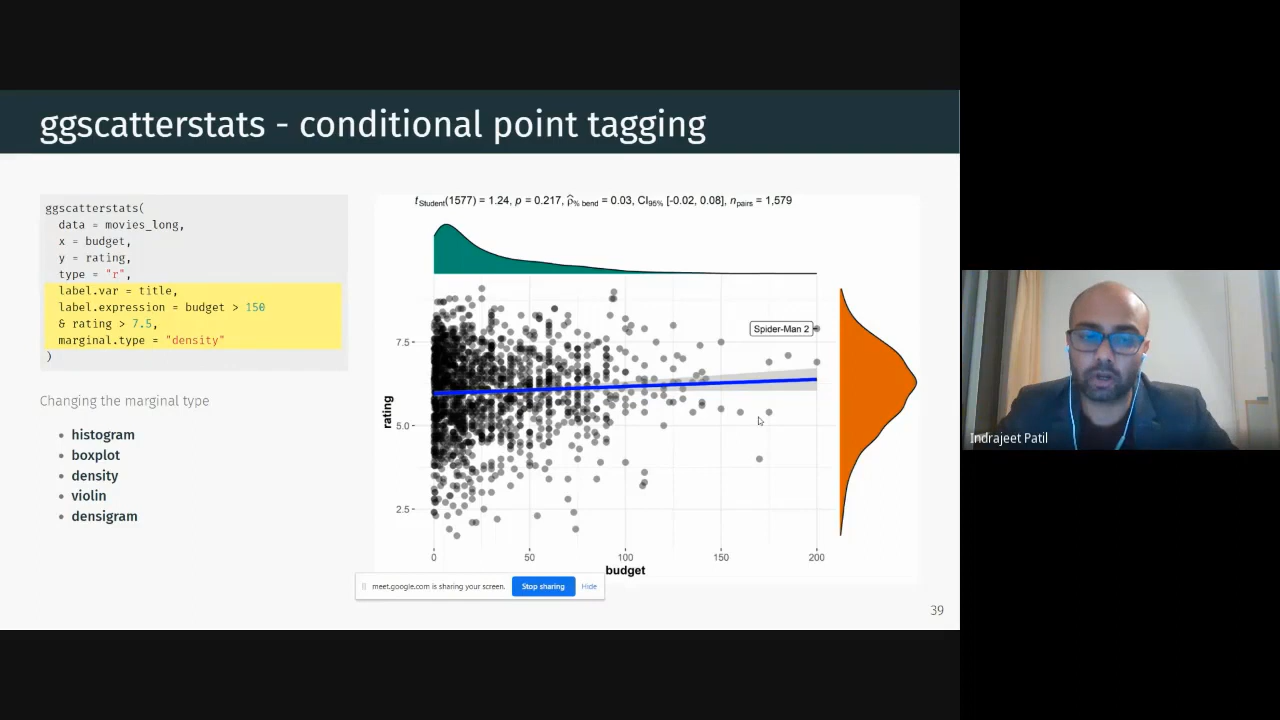 ggscatterstats - conditional point tagging
ggscatterstats(
data = movies_long,
x = budget,
y = rating,
type = "r",
label.var = title,
label.expression = budget > 150
& rating > 7.5,
marginal.type = "density"
)
Changing the marginal type
• histogram
• boxplot
• density
• violin
• densigram
tStudent(1577) = 1.24, p = 0.217, ρ̂% bend = 0.03, CI95% [-0.02, 0.08], npairs = 1,579
Spider-Man 2
7.5
5.0
2.5
rating
0 50 100 150 200
budget
meet.google.com is sharing your screen. Stop sharing Hide
39
Indrajeet Patil